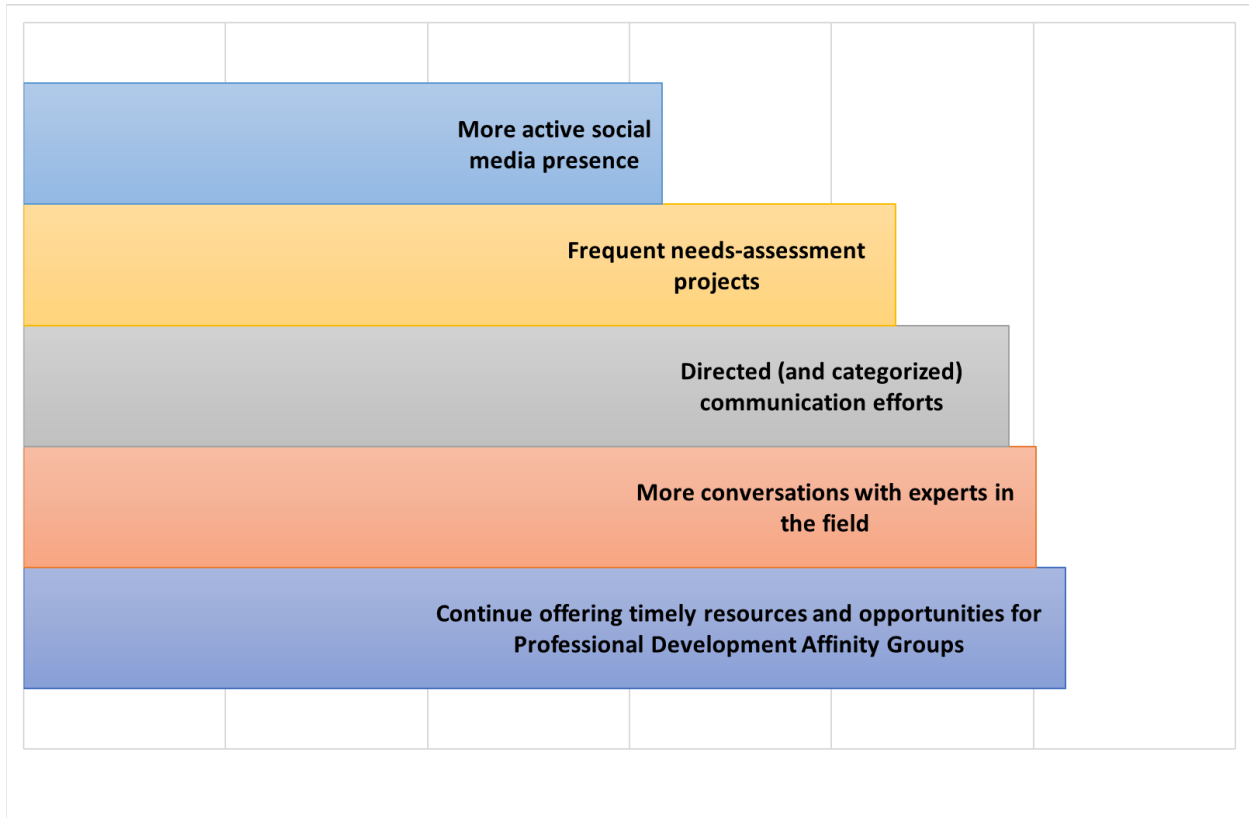 More active social
media presence
Frequent needs-assessment
projects
Directed (and categorized)
communication efforts
More conversations with experts in
the field
Continue offering timely resources and opportunities for
Professional Development Affinity Groups